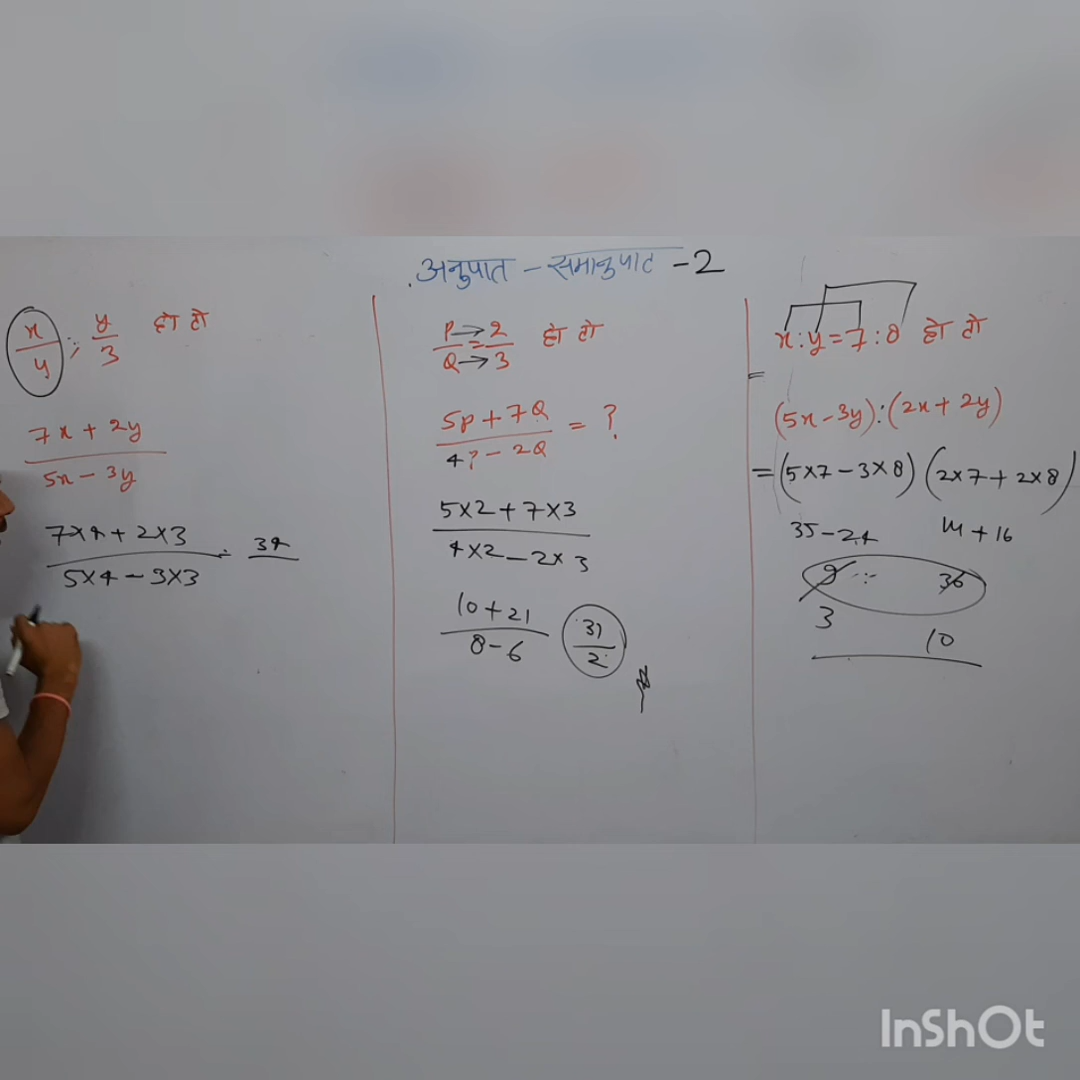 अनुपात - समानुपाट - 2
x/y = y/3 हो तो
7x + 2y / 5x - 3y
7×4 + 2×3 / 5×4 - 3×3 = 34
P→2 / Q→3 हो तो
5p + 7Q / 4? - 2Q = ?
5×2 + 7×3 / 4×2 - 2×3
10 + 21 / 8 - 6
31/2
x : y = 7 : 8 हो तो
(5x - 3y) : (2x + 2y)
= (5×7 - 3×8) (2×7 + 2×8)
35 - 24 14 + 16
9 : 30
3 10
InShOt